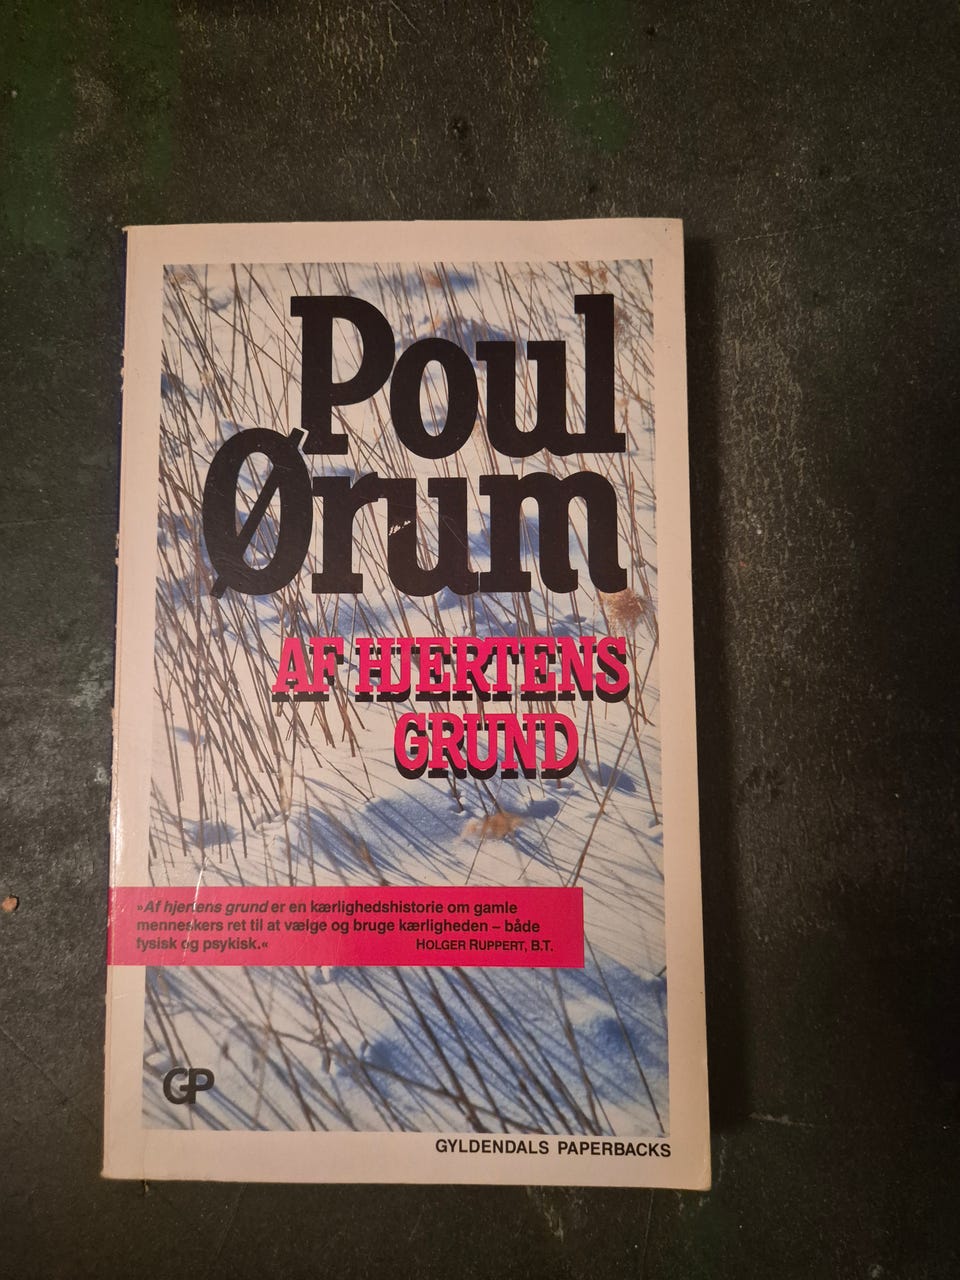 Poul
Ørum
AF HJERTENS
GRUND
»Af hjertens grund er en kærlighedshistorie om gamle
menneskers ret til at vælge og bruge kærligheden – både
fysisk og psykisk.« HOLGER RUPPERT, B.T.
GP
GYLDENDALS PAPERBACKS